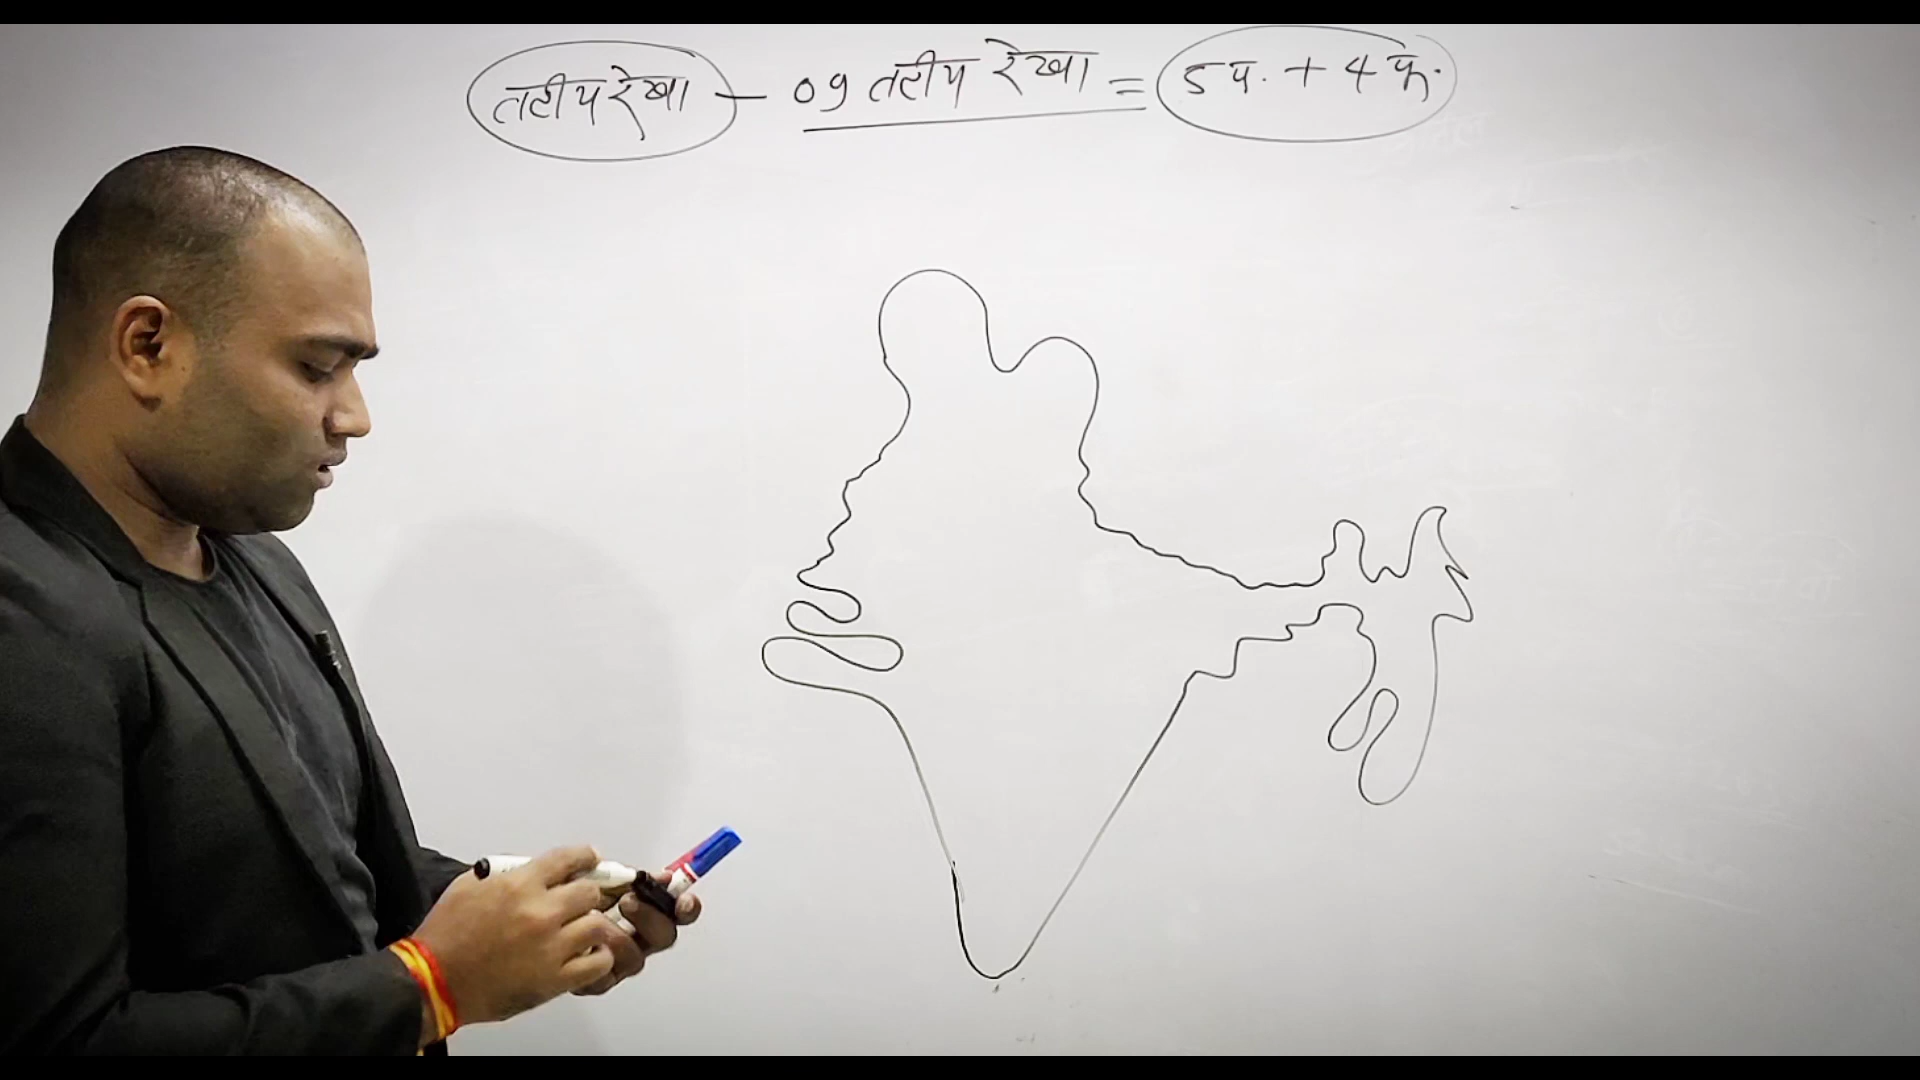 तटीय रेखा – 09 तटीय रेखा = 5 प. + 4 पू.